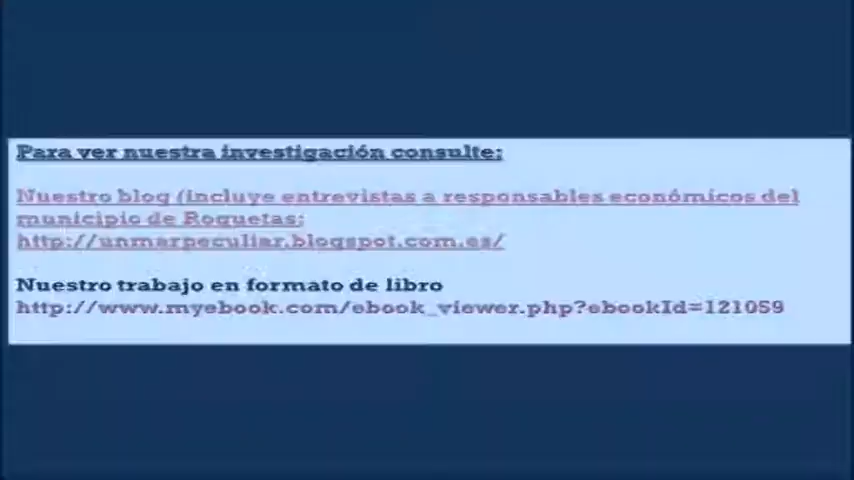 Para ver nuestra investigación consulte:
Nuestro blog (incluye entrevistas a responsables económicos del
municipio de Roquetas:
http://unmarpeculiar.blogspot.com.es/
Nuestro trabajo en formato de libro
http://www.myebook.com/ebook_viewer.php?ebookId=121059